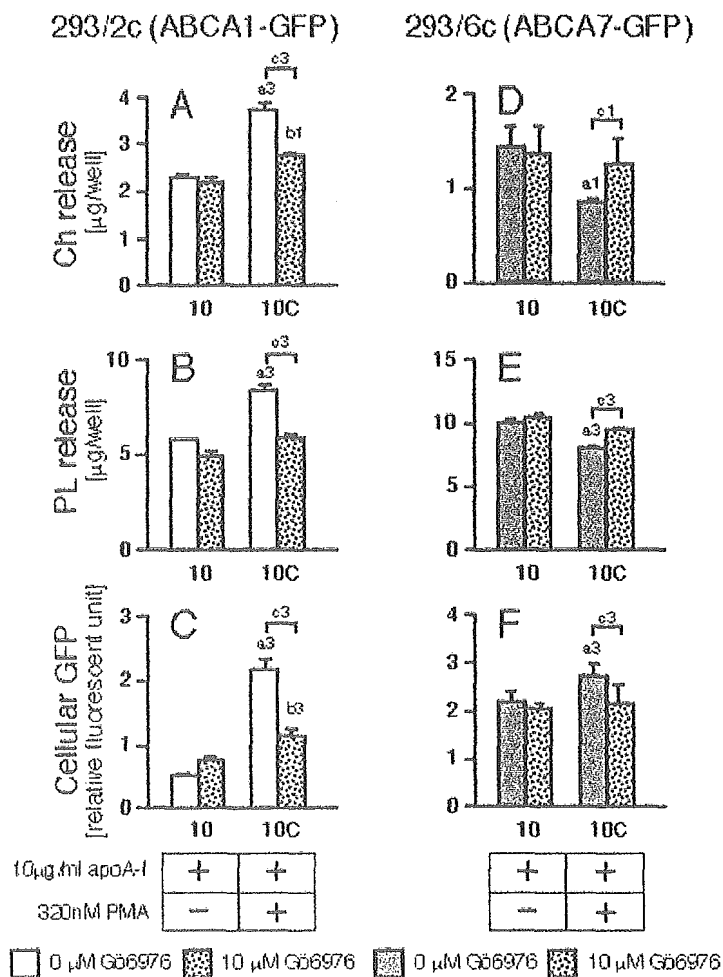 293/2c (ABCA1-GFP)
293/6c (ABCA7-GFP)
Ch release
[μg/well]
A
4
3
2
1
0
a3
c3
b1
10
10C
D
2
1
0
a1
c1
10
10C
PL release
[μg/well]
B
10
5
0
a3
c3
10
10C
E
15
10
5
0
a3
c3
10
10C
Cellular GFP
[relative flucrescent unit]
C
3
2
1
0
a3
c3
b3
10
10C
F
4
3
2
1
0
a3
c3
10
10C
10μg/ml apoA-I
+ +
+ +
320nM PMA
− +
− +
0 μM Gö6976
10 μM Gö6976
0 μM Gö6976
10 μM Gö6976